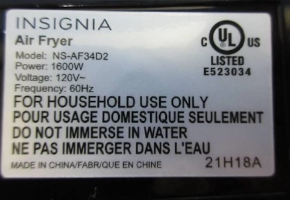 INSIGNIA
Air Fryer
Model: NS-AF34D2
Power: 1600W
Voltage: 120V~
Frequency: 60Hz
C UL US
LISTED
E523034
FOR HOUSEHOLD USE ONLY
POUR USAGE DOMESTIQUE SEULEMENT
DO NOT IMMERSE IN WATER
NE PAS IMMERGER DANS L'EAU
MADE IN CHINA/FABR/QUE EN CHINE
21H18A